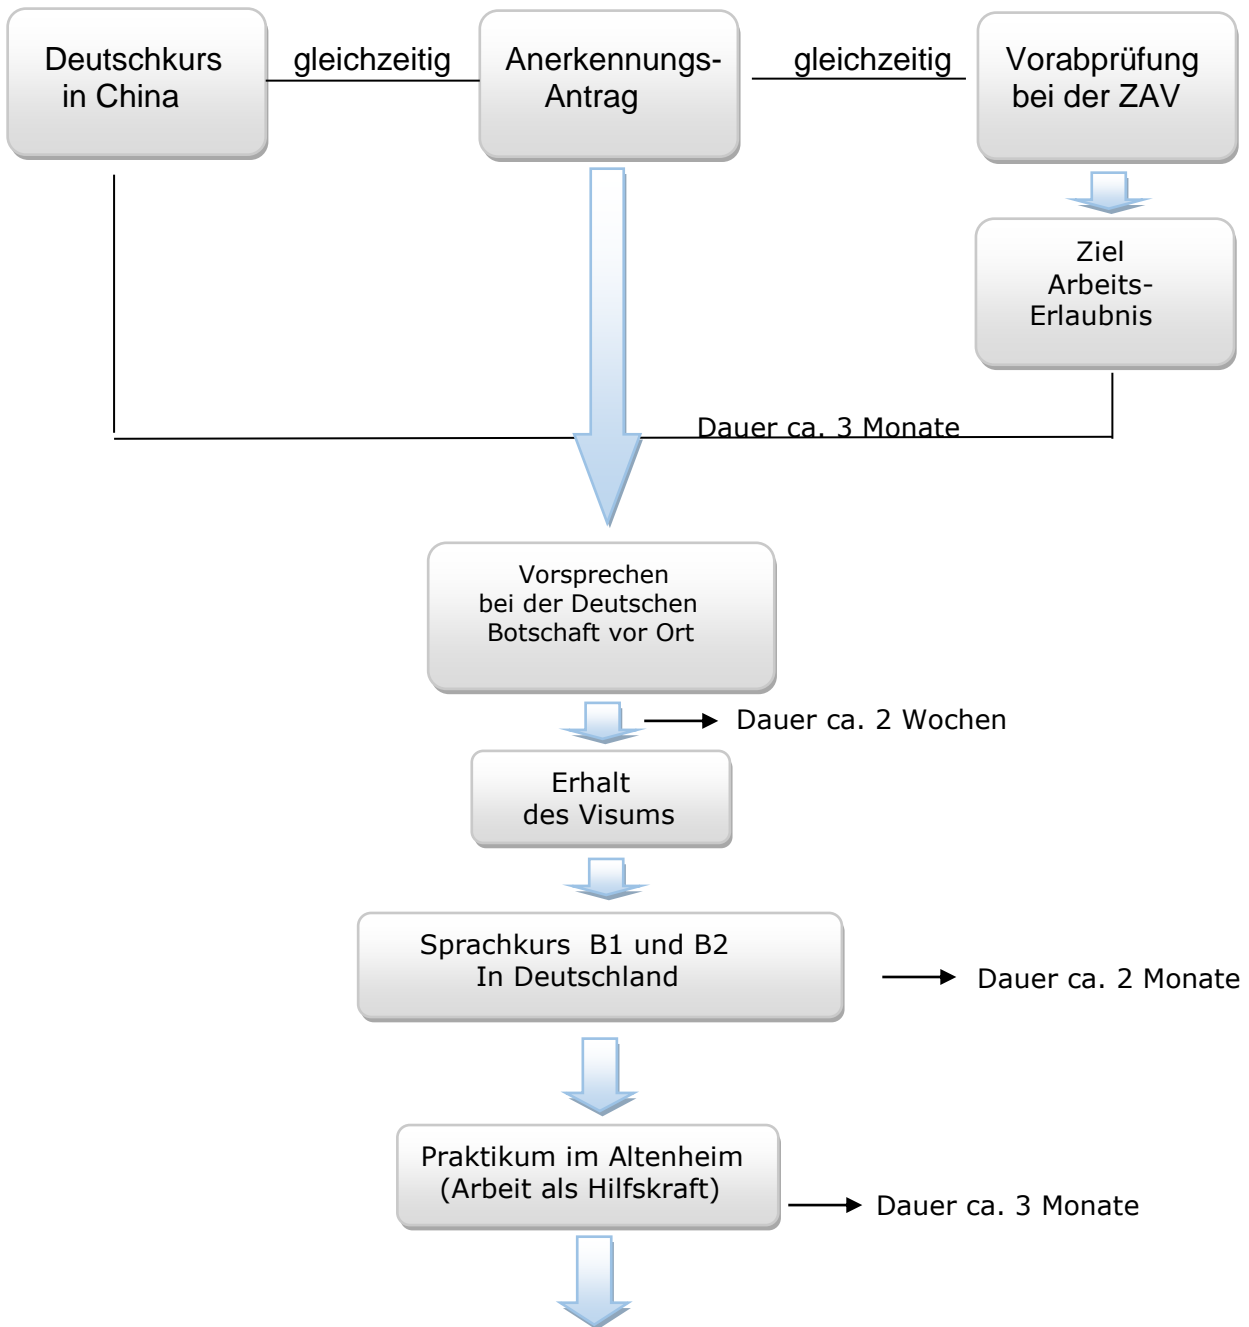 Deutschkurs
in China
gleichzeitig
Anerkennungs-
Antrag
gleichzeitig
Vorabprüfung
bei der ZAV
Ziel
Arbeits-
Erlaubnis
Dauer ca. 3 Monate
Vorsprechen
bei der Deutschen
Botschaft vor Ort
Dauer ca. 2 Wochen
Erhalt
des Visums
Sprachkurs B1 und B2
In Deutschland
Dauer ca. 2 Monate
Praktikum im Altenheim
(Arbeit als Hilfskraft)
Dauer ca. 3 Monate